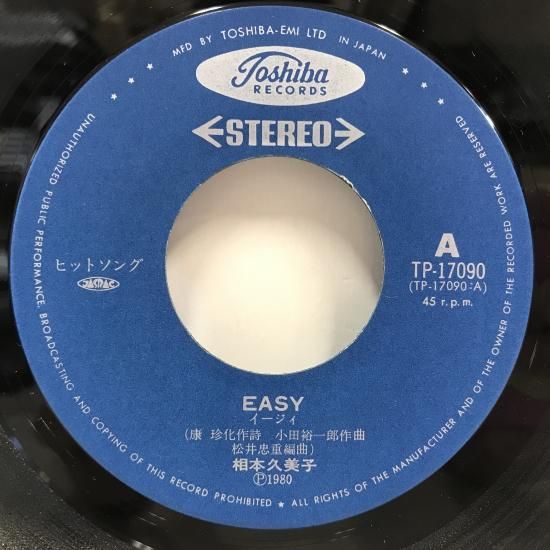 MFD BY TOSHIBA-EMI LTD IN JAPAN
Toshiba
RECORDS
STEREO
ヒットソング
JASRAC
A
TP-17090
(TP-17090:A)
45 r.p.m.
EASY
イージィ
(康 珍化作詩 小田裕一郎作曲
松井忠重編曲)
相本久美子
Ⓟ1980
UNAUTHORIZED PUBLIC PERFORMANCE, BROADCASTING AND COPYING OF THIS RECORD PROHIBITED ★ ALL RIGHTS OF THE MANUFACTURER AND OF THE OWNER OF THE RECORDED WORK ARE RESERVED